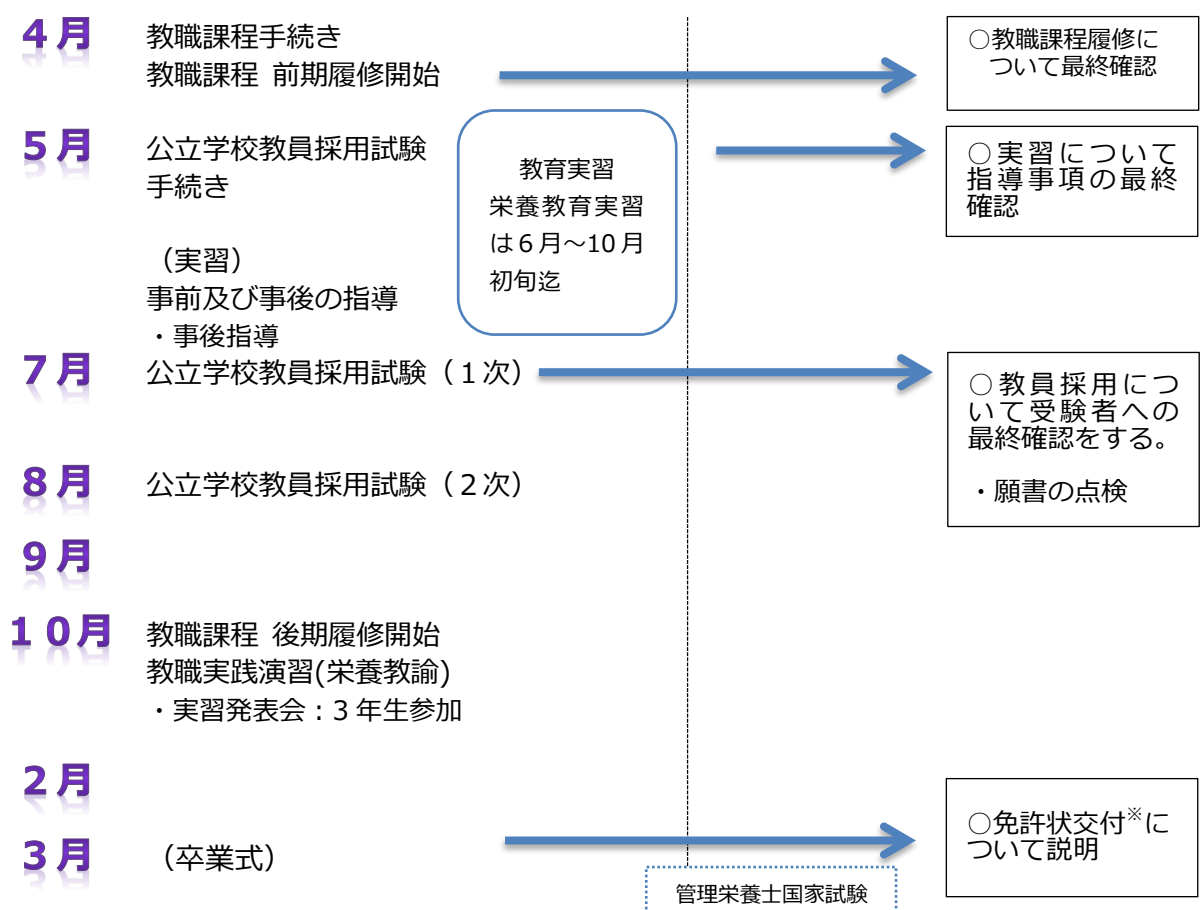 4月
教職課程手続き
教職課程 前期履修開始
○教職課程履修に
ついて最終確認
5月
公立学校教員採用試験
手続き
（実習）
事前及び事後の指導
・事後指導
教育実習
栄養教育実習
は６月～10月
初旬迄
○実習について
指導事項の最終
確認
7月
公立学校教員採用試験（１次）
○教員採用につ
いて受験者への
最終確認をする。
・願書の点検
8月
公立学校教員採用試験（２次）
9月
10月
教職課程 後期履修開始
教職実践演習(栄養教諭)
・実習発表会：3年生参加
2月
3月
（卒業式）
○免許状交付※に
ついて説明
管理栄養士国家試験